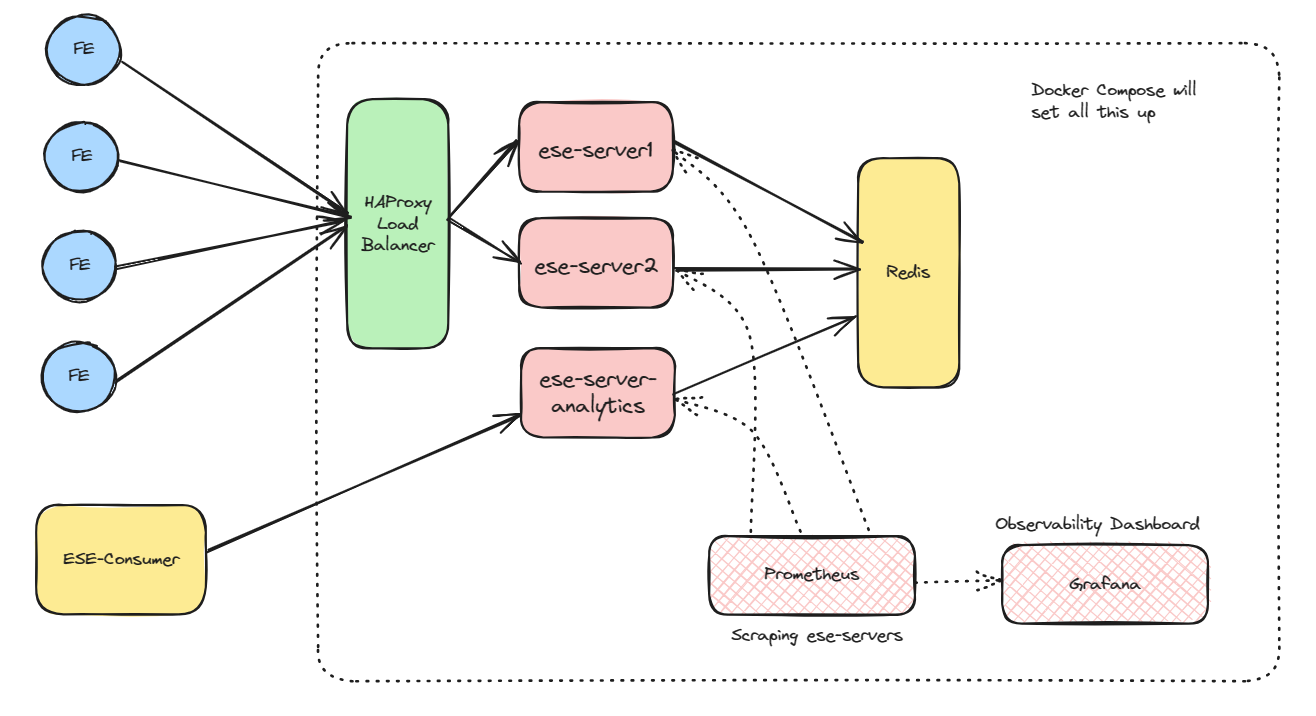 FE
FE
FE
FE
Docker Compose will
set all this up
HAProxy
Load
Balancer
ese-server1
ese-server2
ese-server-
analytics
Redis
ESE-Consumer
Prometheus
Scraping ese-servers
Observability Dashboard
Grafana